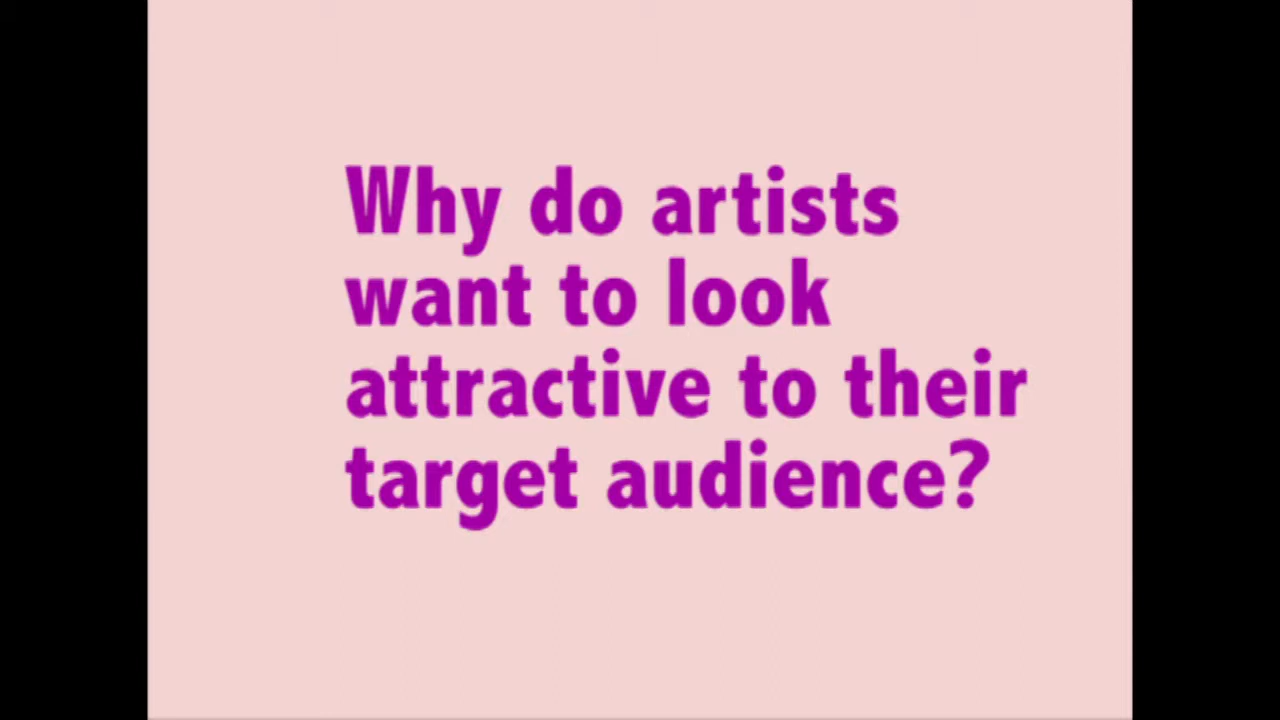 Why do artists
want to look
attractive to their
target audience?